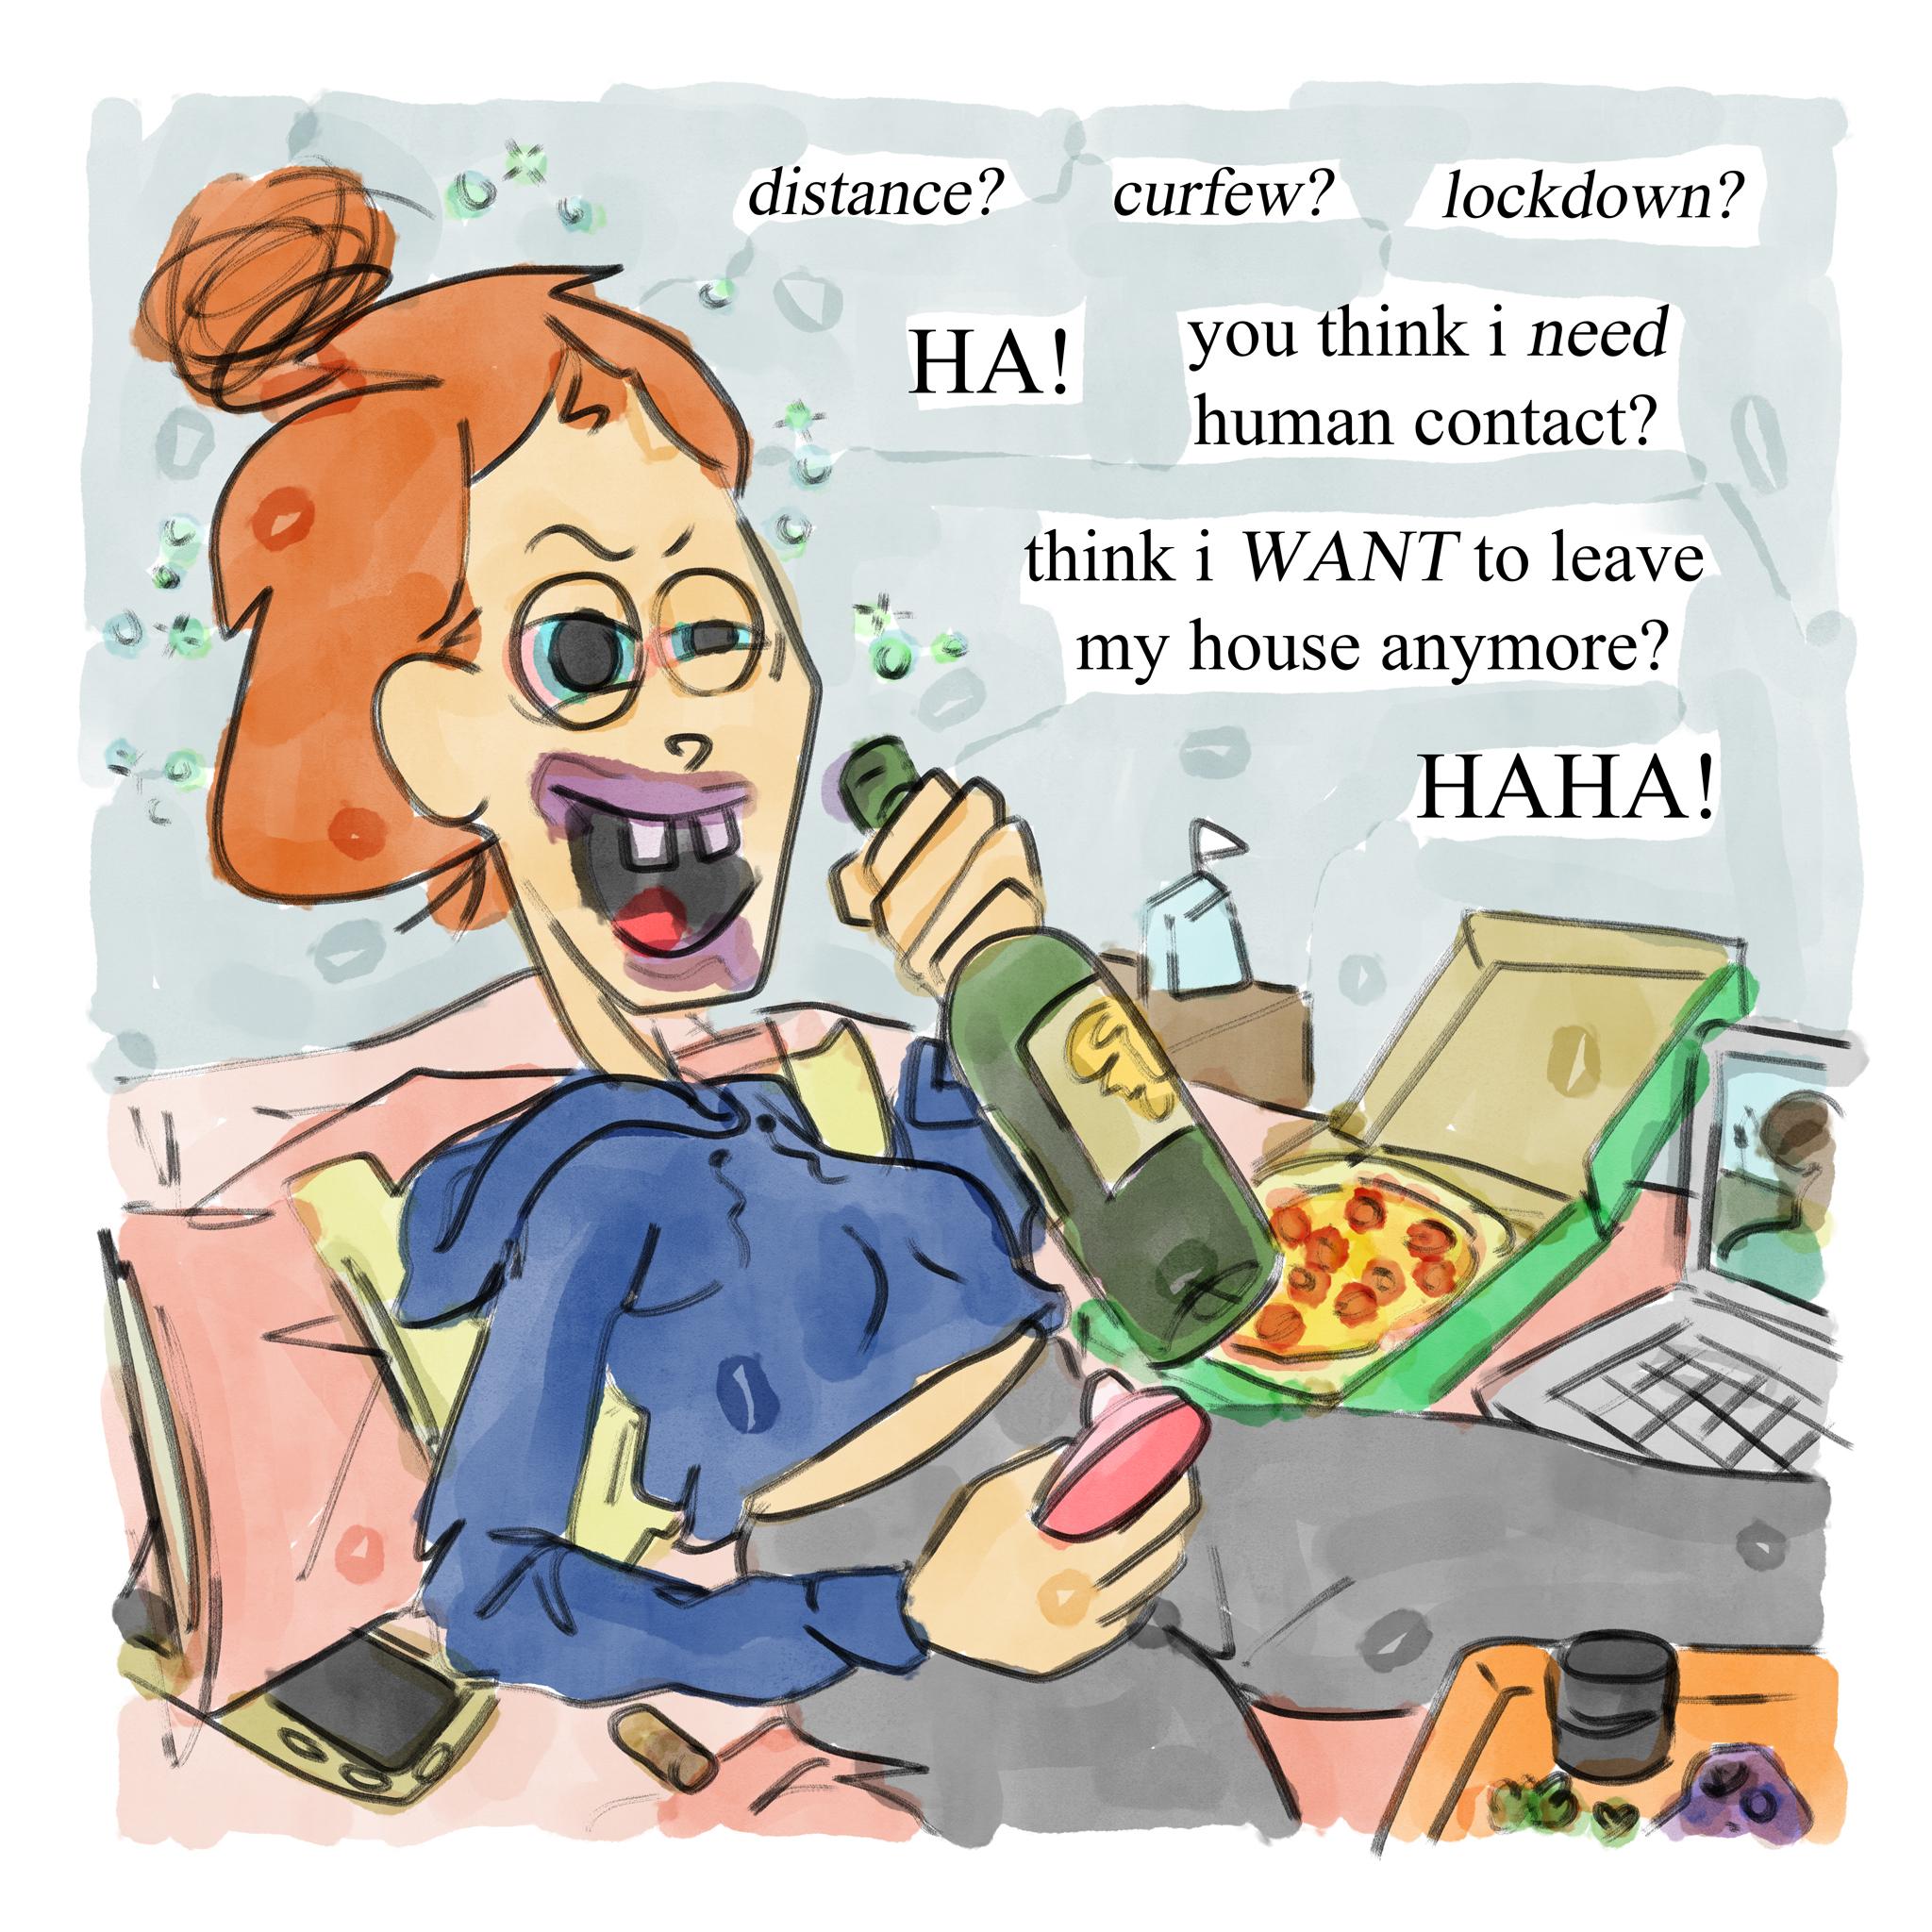 distance? curfew? lockdown?
HA!
you think i need
human contact?
think i WANT to leave
my house anymore?
HAHA!